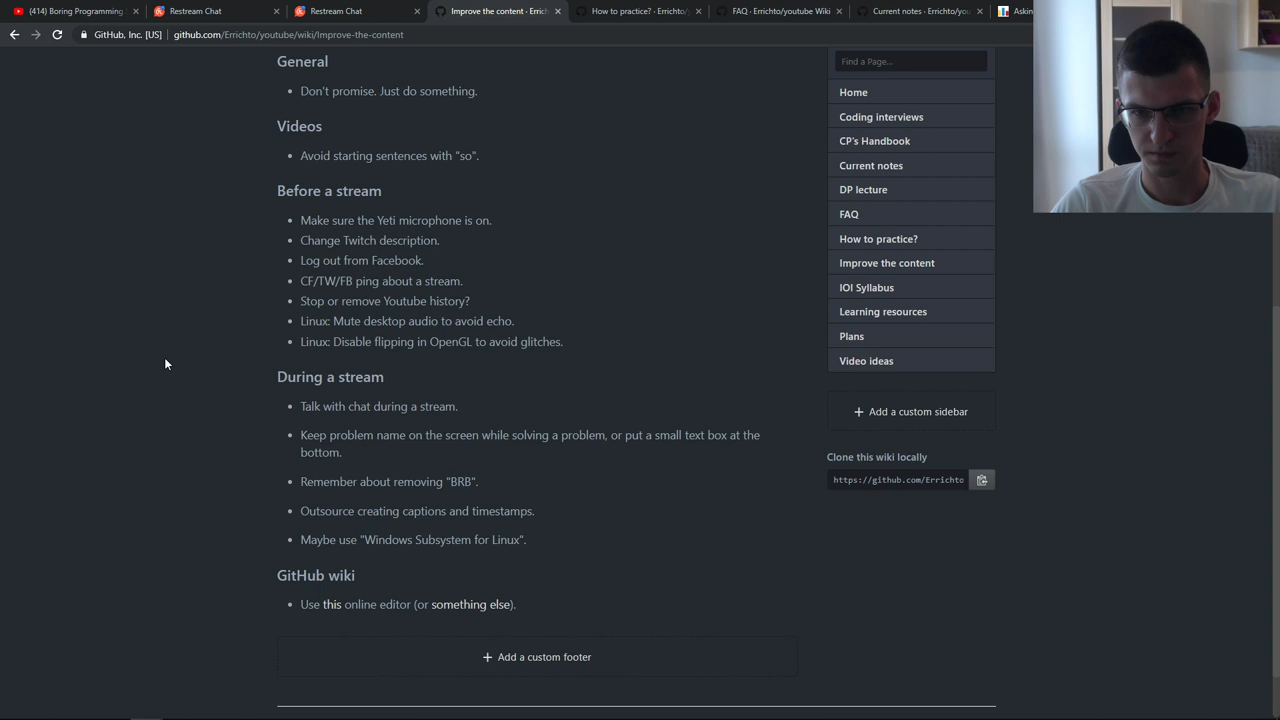 (414) Boring Programming
Restream Chat
Restream Chat
Improve the content · Errich
How to practice? · Errichto/y
FAQ · Errichto/youtube Wiki
Current notes · Errichto/you
Askin
GitHub, Inc. [US]
github.com/Errichto/youtube/wiki/Improve-the-content
General
Don't promise. Just do something.
Videos
Avoid starting sentences with "so".
Before a stream
Make sure the Yeti microphone is on.
Change Twitch description.
Log out from Facebook.
CF/TW/FB ping about a stream.
Stop or remove Youtube history?
Linux: Mute desktop audio to avoid echo.
Linux: Disable flipping in OpenGL to avoid glitches.
During a stream
Talk with chat during a stream.
Keep problem name on the screen while solving a problem, or put a small text box at the
bottom.
Remember about removing "BRB".
Outsource creating captions and timestamps.
Maybe use "Windows Subsystem for Linux".
GitHub wiki
Use this online editor (or something else).
+ Add a custom footer
Find a Page...
Home
Coding interviews
CP's Handbook
Current notes
DP lecture
FAQ
How to practice?
Improve the content
IOI Syllabus
Learning resources
Plans
Video ideas
+ Add a custom sidebar
Clone this wiki locally
https://github.com/Errichto